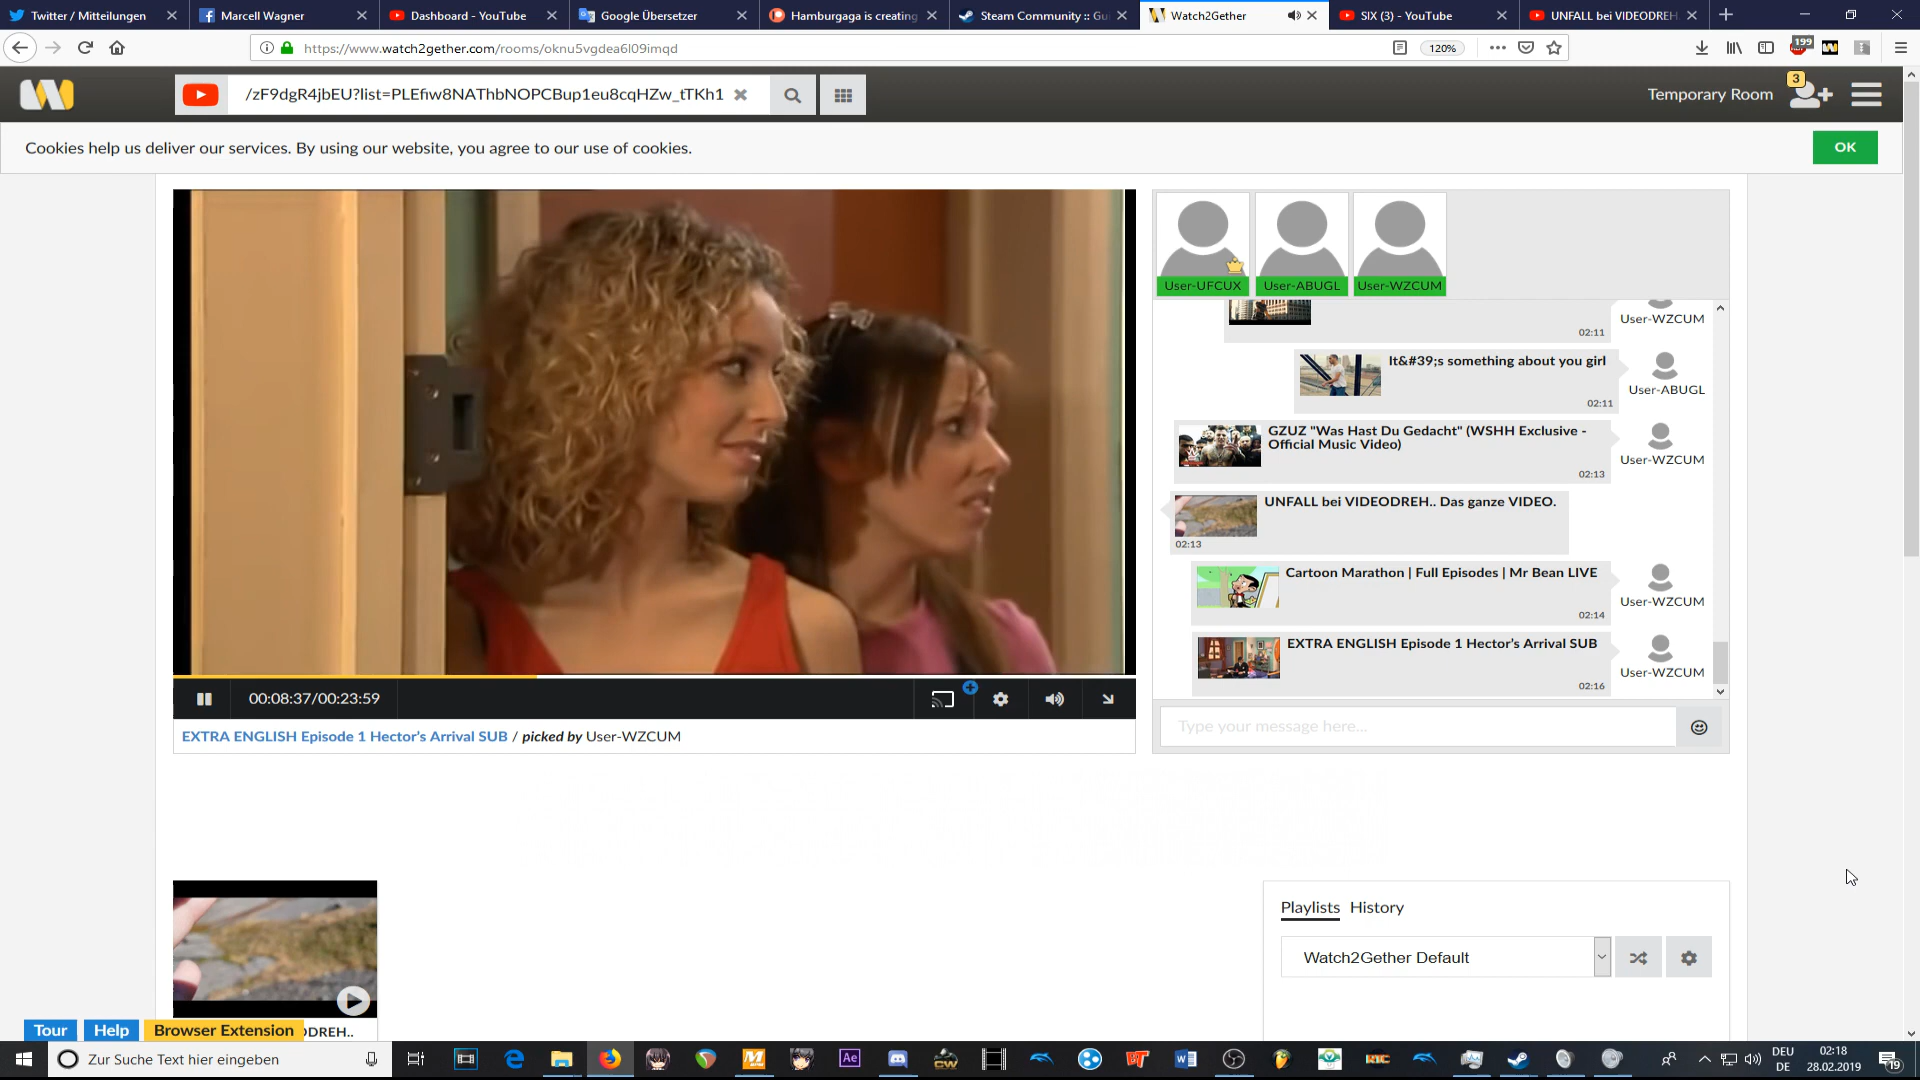 Twitter / Mitteilungen
Marcell Wagner
Dashboard - YouTube
Google Übersetzer
Hamburgaga is creating
Steam Community :: Gu
Watch2Gether
SIX (3) - YouTube
UNFALL bei VIDEODREH
https://www.watch2gether.com/rooms/oknu5vgdea6l09imqd
120%
199
/zF9dgR4jbEU?list=PLEfiw8NAThbNOPCBup1eu8cqHZw_tTKh1
Temporary Room
3
Cookies help us deliver our services. By using our website, you agree to our use of cookies.
OK
User-UFCUX
User-ABUGL
User-WZCUM
User-WZCUM
02:11
It&#39;s something about you girl
User-ABUGL
02:11
GZUZ "Was Hast Du Gedacht" (WSHH Exclusive -
Official Music Video)
User-WZCUM
02:13
UNFALL bei VIDEODREH.. Das ganze VIDEO.
02:13
Cartoon Marathon | Full Episodes | Mr Bean LIVE
User-WZCUM
02:14
EXTRA ENGLISH Episode 1 Hector's Arrival SUB
User-WZCUM
02:16
00:08:37/00:23:59
Type your message here...
EXTRA ENGLISH Episode 1 Hector's Arrival SUB / picked by User-WZCUM
Playlists
History
Watch2Gether Default
Tour
Help
Browser Extension
DREH..
Zur Suche Text hier eingeben
Ae
DEU
DE
02:18
28.02.2019
19